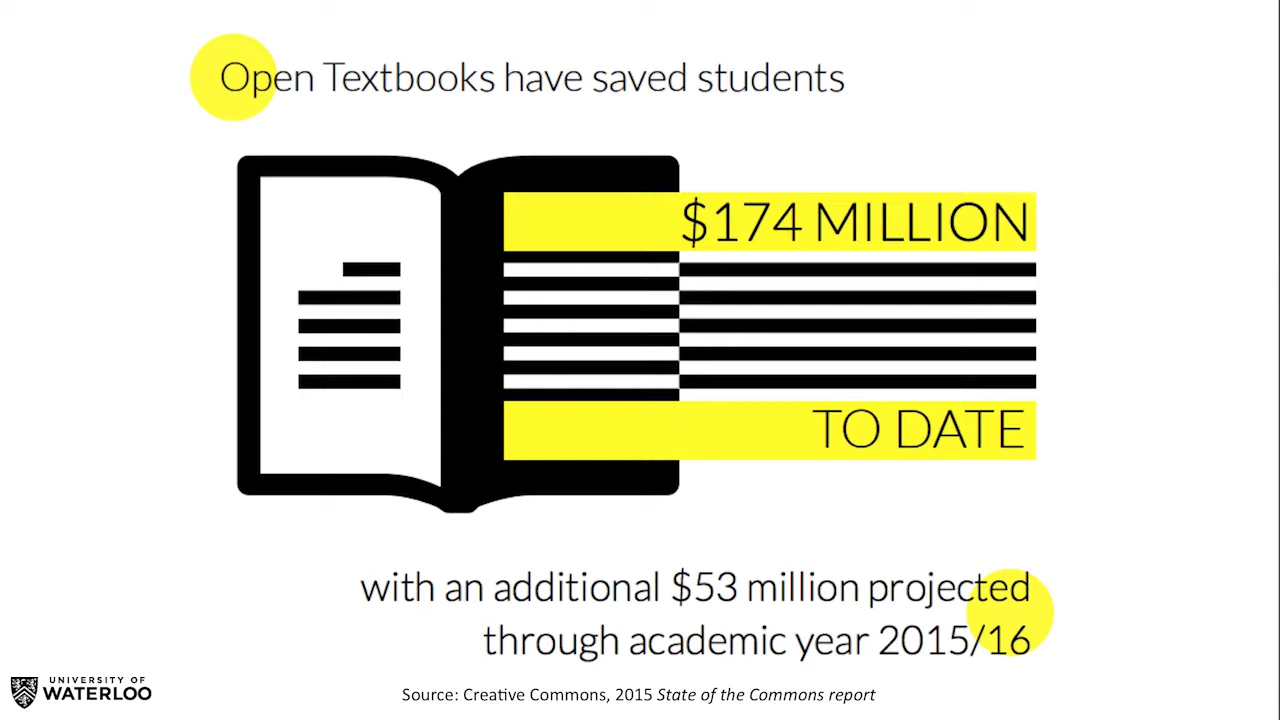 Open Textbooks have saved students
$174 MILLION
TO DATE
with an additional $53 million projected
through academic year 2015/16
UNIVERSITY OF
WATERLOO
Source: Creative Commons, 2015 State of the Commons report